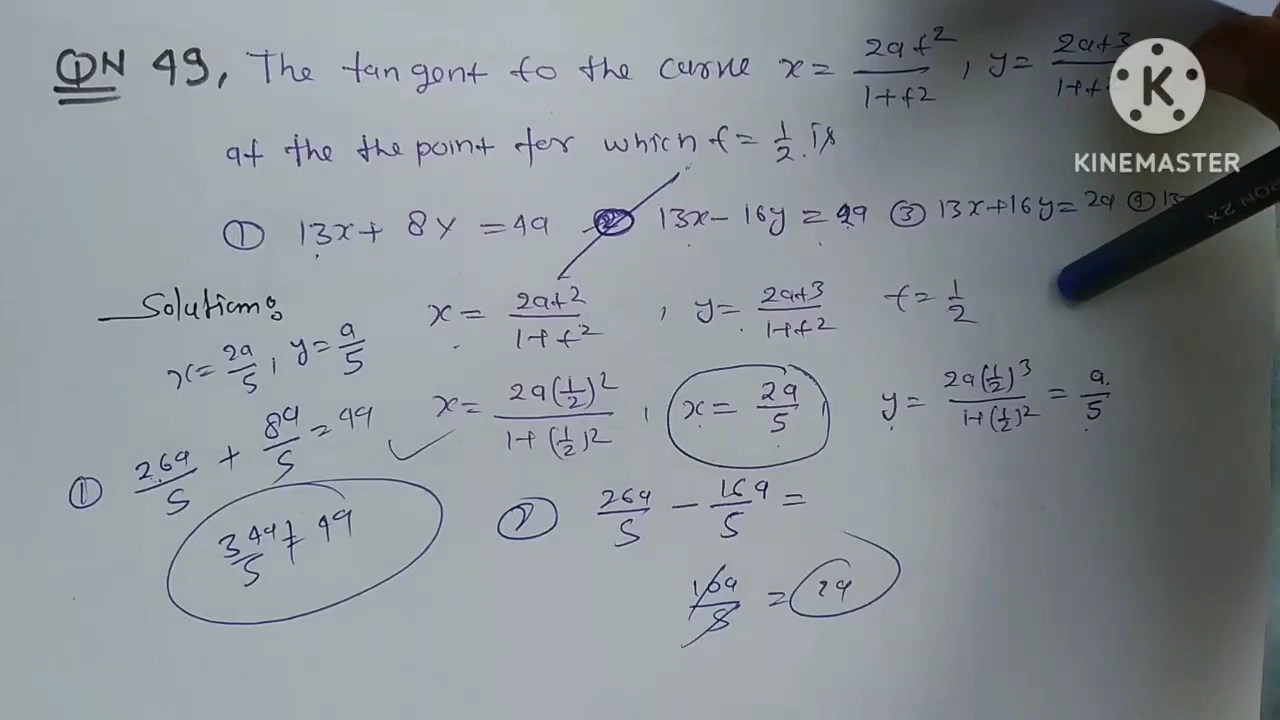 QN 49, The tangent to the curve x = 2at2/1+t2, y = 2at3/1+t
at the the point for which t = 1/2. is
① 13x + 8y = 4a ② 13x - 16y = 2a ③ 13x + 16y = 2a ④ 13
Solution: x = 2at2/1+t2, y = 2at3/1+t2 t = 1/2
x = 2a/5, y = a/5
x = 2a(1/2)2/1+(1/2)2, x = 2a/5 y = 2a(1/2)3/1+(1/2)2 = a/5
① 26a/5 + 8a/5 = 4a
② 26a/5 - 16a/5 =
34a/5 ≠ 4a
10a/5 = 2a
K
KINEMASTER